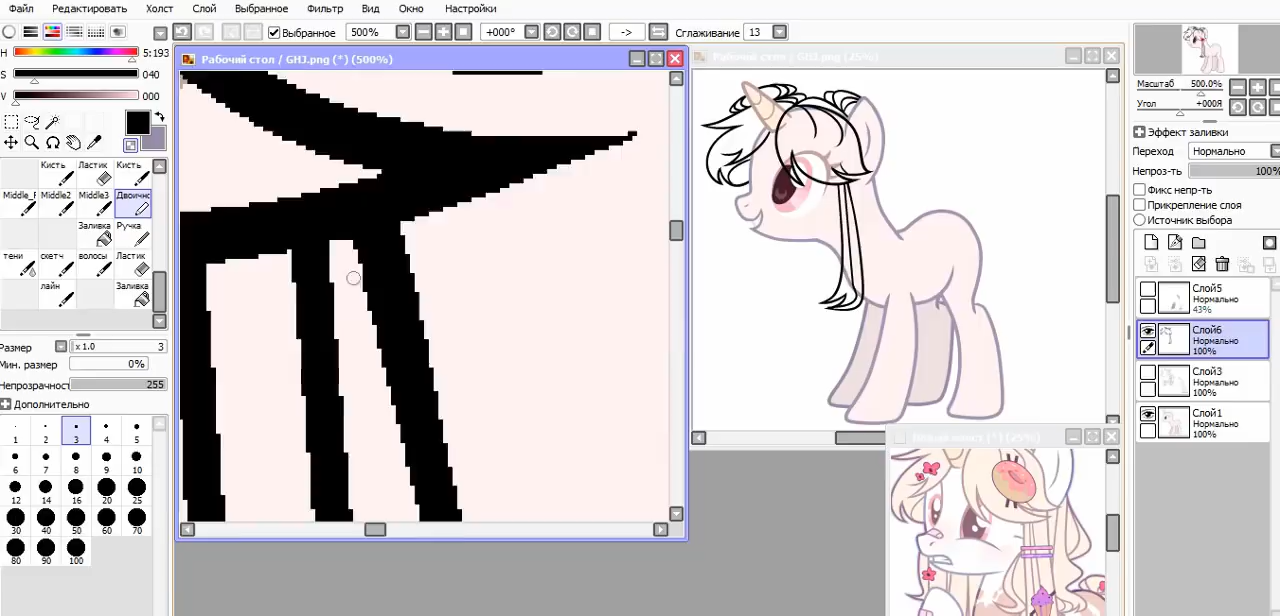 Файл Редактировать Холст Слой Выбранное Фильтр Вид Окно Настройки
Выбранное 500% +000° -> Сглаживание 13
H 5:193
S 040
V 000
Кисть Ластик Кисть
Middle2 Middle3 Двоичн
Заливка Ручка
тени скетч волосы Ластик
лайн Заливка
Размер x 1.0 3
Мин. размер 0%
Непрозрачност 255
Дополнительно
1 2 3 4 5
6 7 8 9 10
12 14 16 20 25
30 40 50 60 70
80 90 100
Рабочий стол / GHJ.png (*) (500%)
Масштаб 500.0%
Угол +000Я
Эффект заливки
Переход Нормально
Непроз-ть 100%
Фикс непр-ть
Прикрепление слоя
Источник выбора
Слой5
Нормально
43%
Слой6
Нормально
100%
Слой3
Нормально
100%
Слой1
Нормально
100%